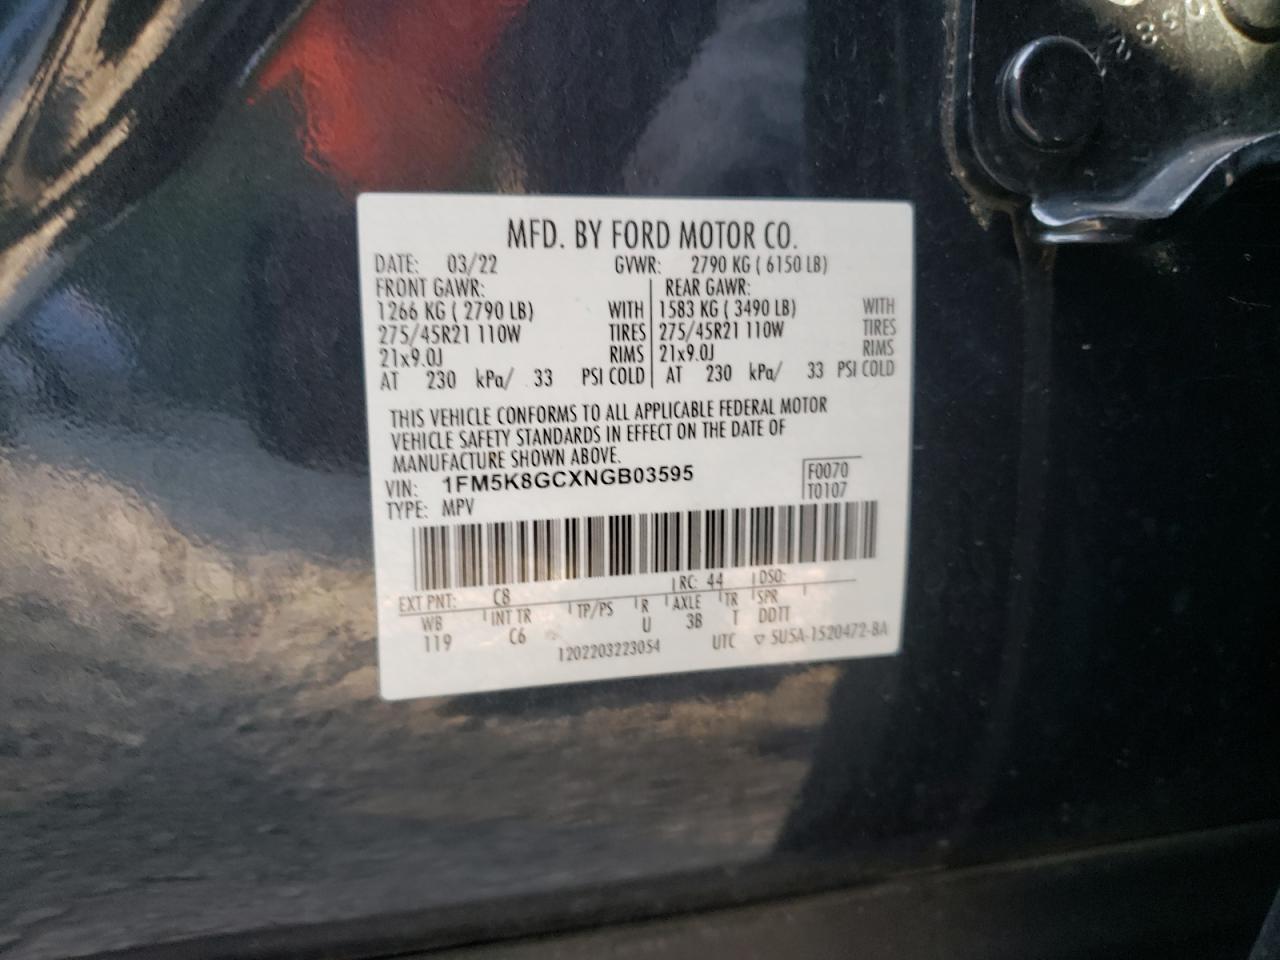 MFD. BY FORD MOTOR CO.
DATE: 03/22 GVWR: 2790 KG ( 6150 LB)
FRONT GAWR: REAR GAWR:
1266 KG ( 2790 LB) WITH 1583 KG ( 3490 LB) WITH
275/45R21 110W TIRES 275/45R21 110W TIRES
21x9.0J RIMS 21x9.0J RIMS
AT 230 kPa/ 33 PSI COLD AT 230 kPa/ 33 PSI COLD
THIS VEHICLE CONFORMS TO ALL APPLICABLE FEDERAL MOTOR
VEHICLE SAFETY STANDARDS IN EFFECT ON THE DATE OF
MANUFACTURE SHOWN ABOVE.
VIN: 1FM5K8GCXNGB03595 F0070
TYPE: MPV T0107
EXT PNT: C8 RC: 44 DSO:
WB INT TR TP/PS R AXLE TR SPR
119 C6 U 3B T DDTT
1202203223054 UTC ▽ 5USA-1520472-BA